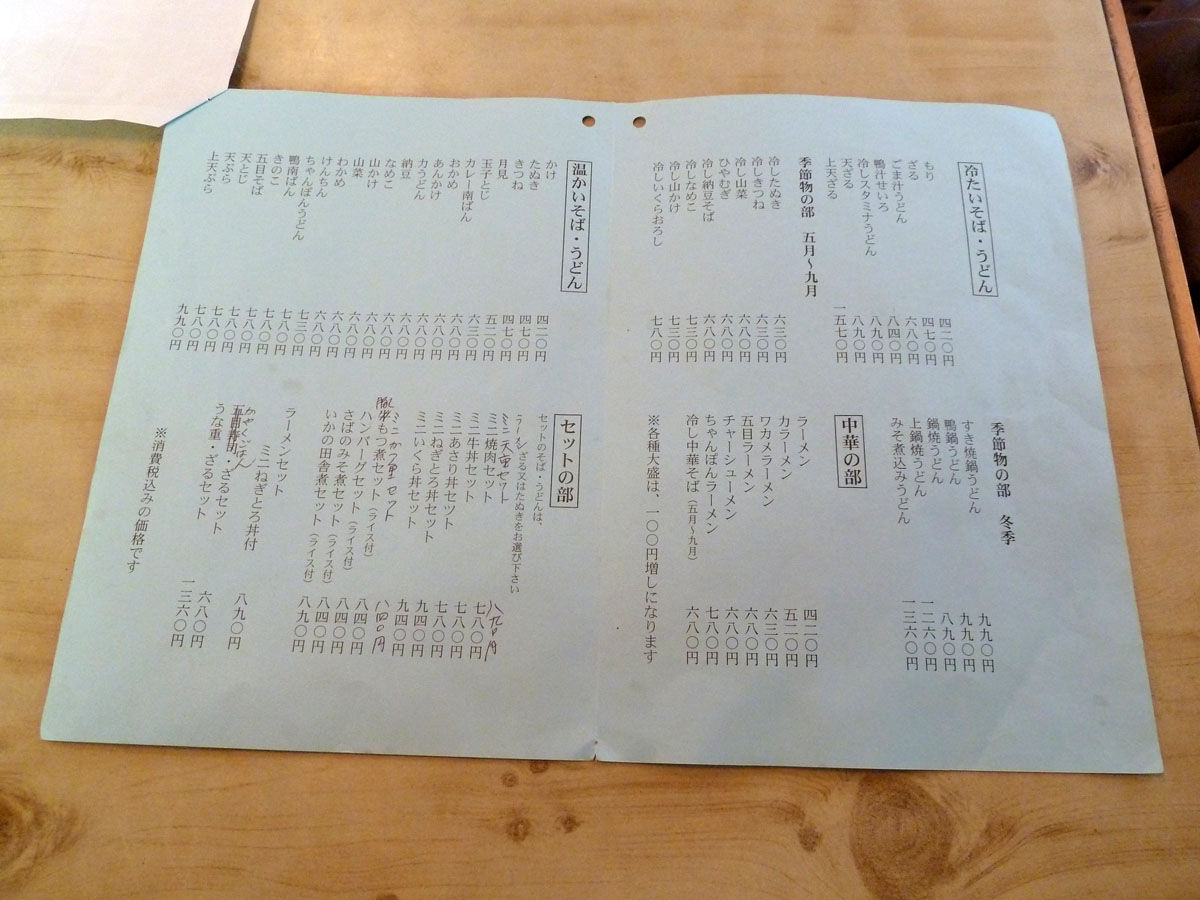 冷たいそば・うどん
もり 四二〇円
ざる 四七〇円
ごま汁うどん 六八〇円
鴨汁せいろ 八四〇円
冷しスタミナうどん 八九〇円
天ざる 八九〇円
上天ざる 一五七〇円
季節物の部 五月〜九月
冷したぬき 六三〇円
冷しきつね 六三〇円
冷し山菜 六八〇円
ひやむぎ 六八〇円
冷し納豆そば 六八〇円
冷しなめこ 七三〇円
冷し山かけ 七三〇円
冷しいくらおろし 七八〇円
季節物の部 冬季
すき焼鍋うどん 九九〇円
鴨鍋うどん 九九〇円
鍋焼うどん 八九〇円
上鍋焼うどん 一二六〇円
みそ煮込みうどん 一三六〇円
中華の部
ラーメン 四二〇円
カラーメン 五二〇円
ワカメラーメン 六三〇円
五目ラーメン 六八〇円
チャーシューメン 六八〇円
ちゃんぽんラーメン 七八〇円
冷し中華そば(五月〜九月) 六八〇円
※各種大盛は、一〇〇円増しになります
温かいそば・うどん
かけ 四二〇円
たぬき 四七〇円
きつね 四七〇円
月見 五二〇円
玉子とじ 六三〇円
カレー南ばん 六八〇円
おかめ 六八〇円
あんかけ 六八〇円
力うどん 六八〇円
納豆 六八〇円
なめこ 六八〇円
山かけ 六八〇円
山菜 六八〇円
わかめ 六八〇円
けんちん 七三〇円
ちゃんぽんうどん 七八〇円
鴨南ばん 七八〇円
きのこ 七八〇円
五目そば 七八〇円
天とじ 七八〇円
天ぷら 七八〇円
上天ぷら 九九〇円
セットの部
セットのそば・うどんは、
ざる又はたぬきをお選び下さい
ミニ天重セット 八九〇円
ミニ焼肉セット 七八〇円
ミニ牛丼セット 七八〇円
ミニあさり丼セット 七八〇円
ミニねぎとろ丼セット 九四〇円
ミニいくら丼セット 九四〇円
ミニかつ重セット 八四〇円
もつ煮セット(ライス付) 八四〇円
ハンバーグセット(ライス付) 八四〇円
さばのみそ煮セット(ライス付) 八四〇円
いかの田舎煮セット(ライス付) 八九〇円
ラーメンセット
ミニねぎとろ丼付 八九〇円
かやくごはん・ざるセット 六八〇円
うな重・ざるセット 一三六〇円
※消費税込みの価格です